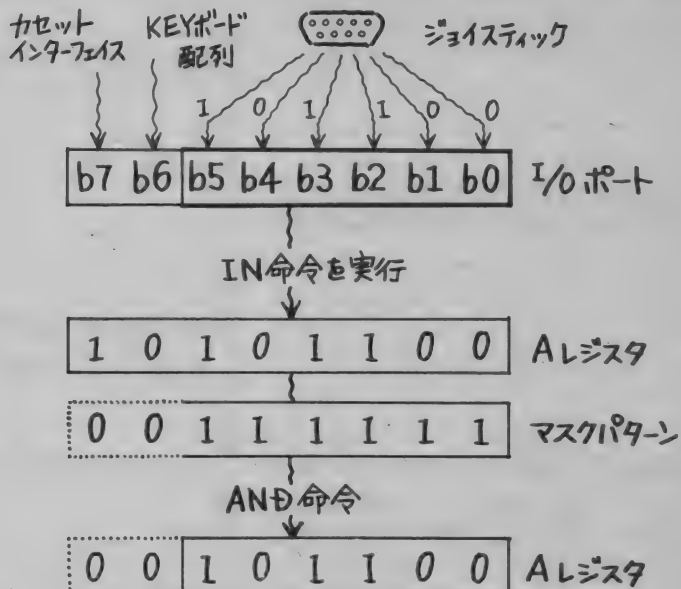 カセット
インターフェイス
KEYボード
配列
ジョイスティック
1 0 1 1 0 0
b7 b6 b5 b4 b3 b2 b1 b0 I/Oポート
IN命令を実行
1 0 1 0 1 1 0 0 Aレジスタ
0 0 1 1 1 1 1 1 マスクパターン
AND命令
0 0 1 0 1 1 0 0 Aレジスタ